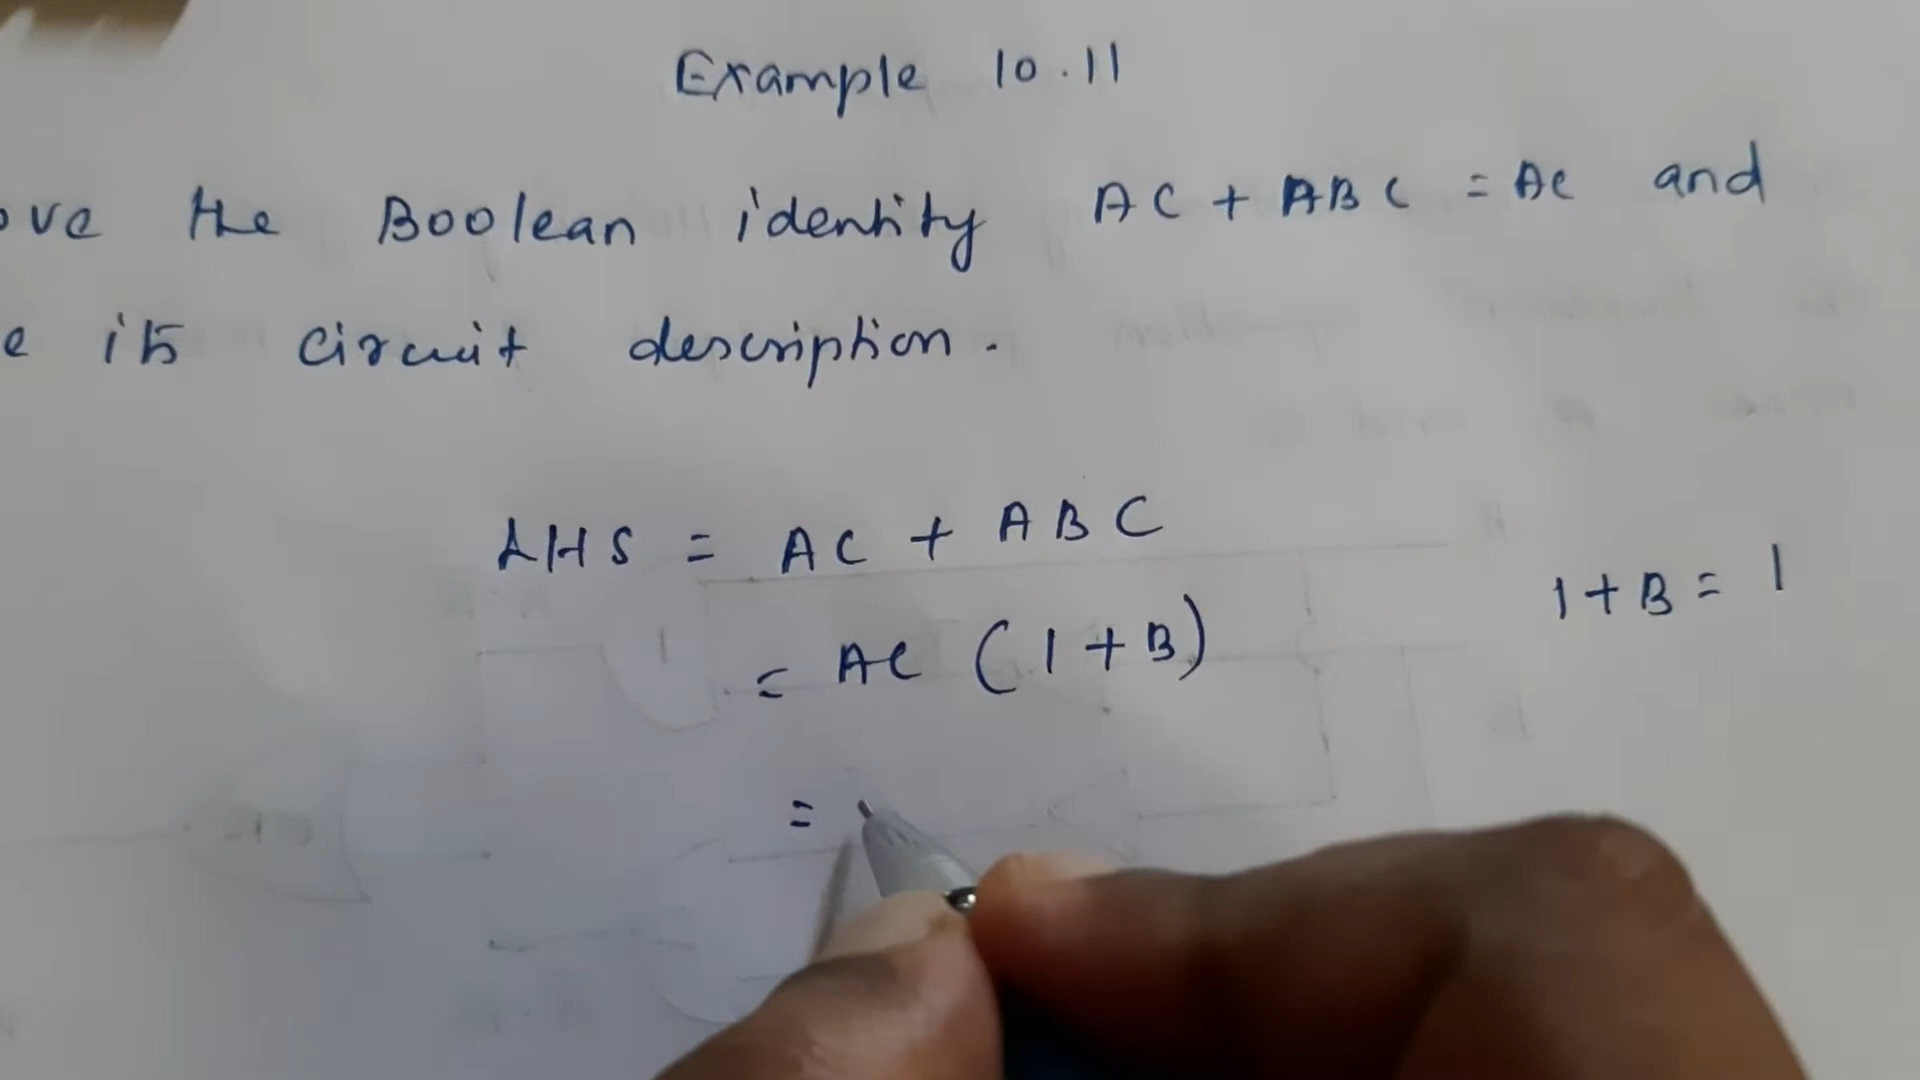 Example 10.11
ove the Boolean identity AC + ABC = AC and
e its circuit description.
LHS = AC + ABC
1 + B = 1
= AC (1 + B)
=